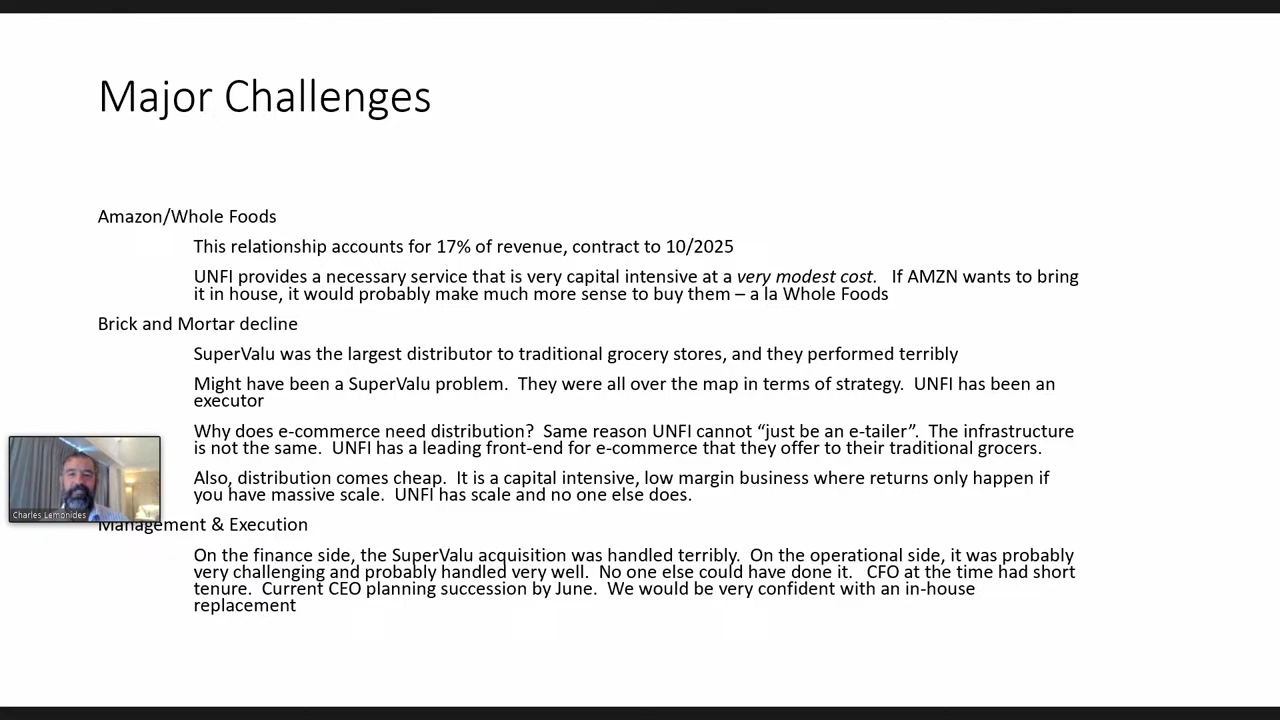 Major Challenges
Amazon/Whole Foods
This relationship accounts for 17% of revenue, contract to 10/2025
UNFI provides a necessary service that is very capital intensive at a very modest cost.   If AMZN wants to bring
it in house, it would probably make much more sense to buy them – a la Whole Foods
Brick and Mortar decline
SuperValu was the largest distributor to traditional grocery stores, and they performed terribly
Might have been a SuperValu problem.  They were all over the map in terms of strategy.  UNFI has been an
executor
Why does e-commerce need distribution?  Same reason UNFI cannot “just be an e-tailer”.  The infrastructure
is not the same.  UNFI has a leading front-end for e-commerce that they offer to their traditional grocers.
Also, distribution comes cheap.  It is a capital intensive, low margin business where returns only happen if
you have massive scale.  UNFI has scale and no one else does.
Charles Lemonides
Management & Execution
On the finance side, the SuperValu acquisition was handled terribly.  On the operational side, it was probably
very challenging and probably handled very well.  No one else could have done it.   CFO at the time had short
tenure.  Current CEO planning succession by June.  We would be very confident with an in-house
replacement